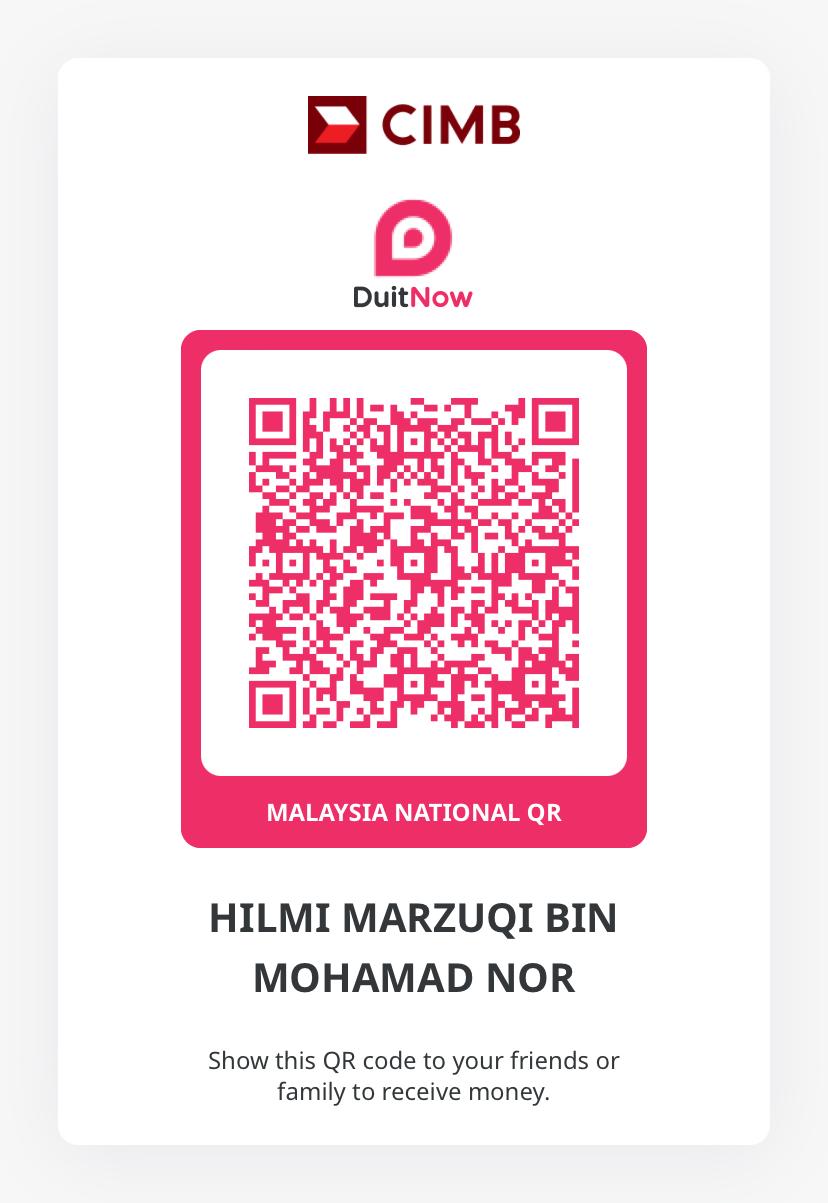 CIMB
DuitNow
MALAYSIA NATIONAL QR
HILMI MARZUQI BIN
MOHAMAD NOR
Show this QR code to your friends or
family to receive money.